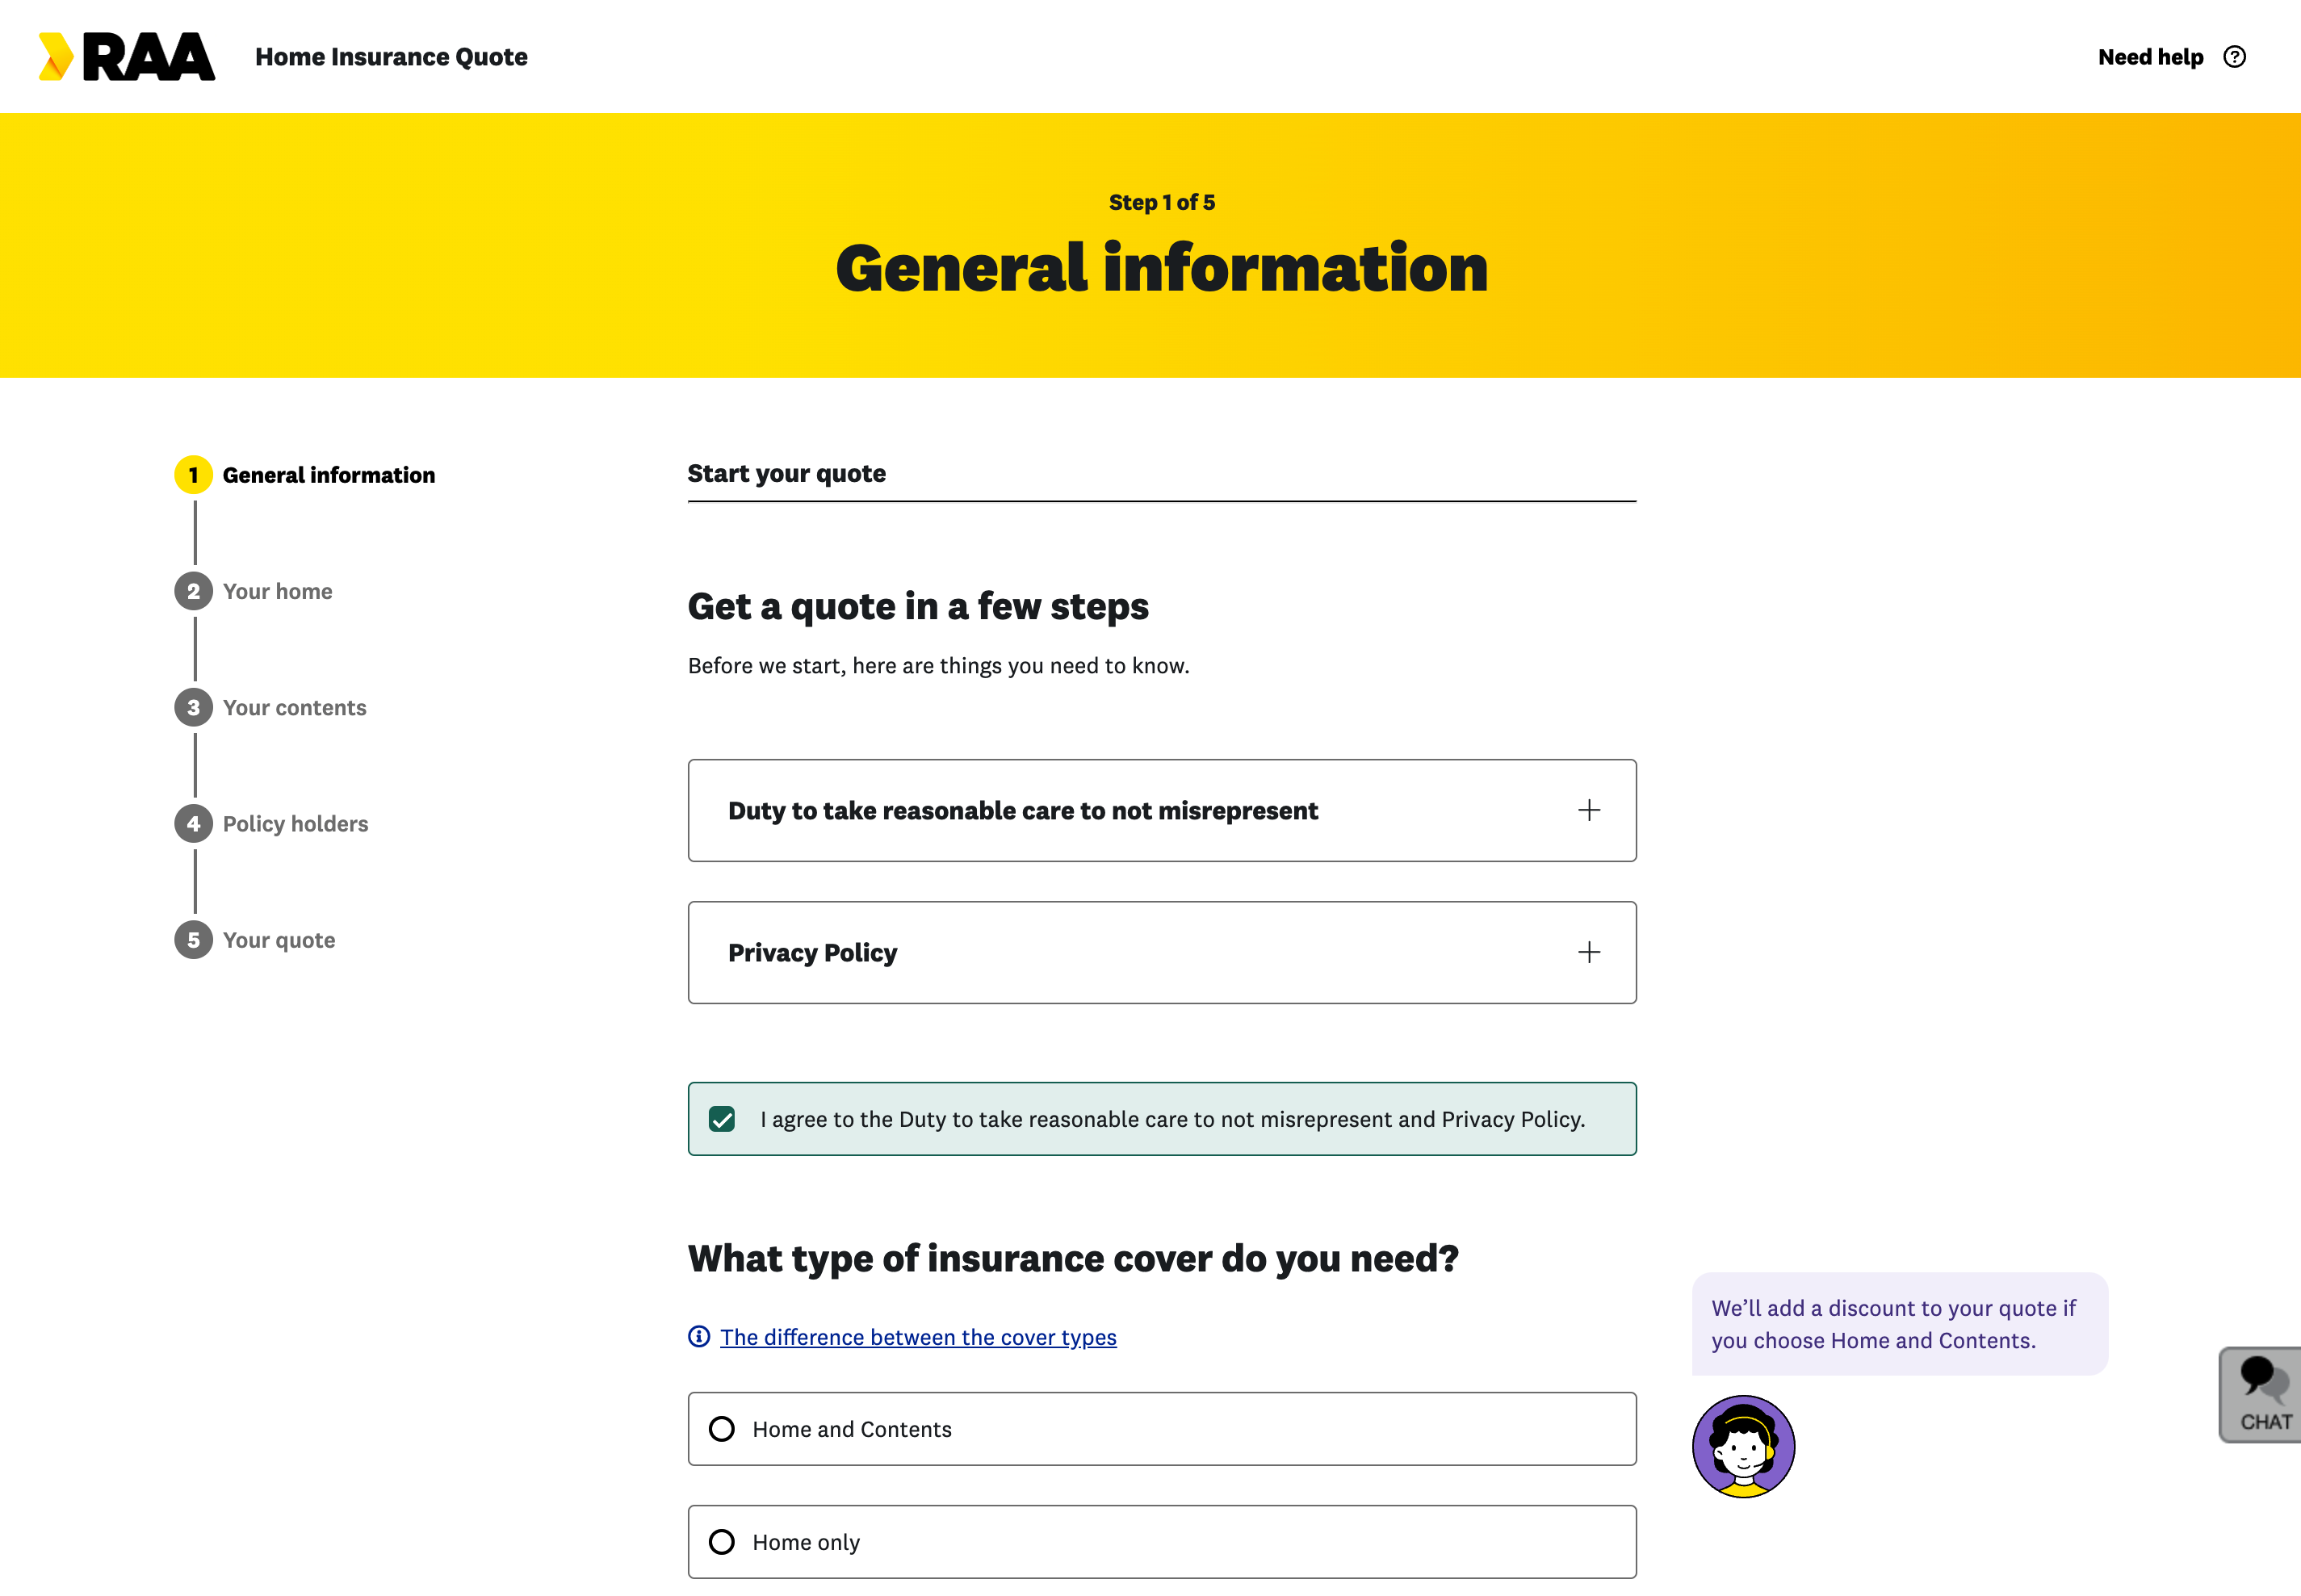 RAA
Home Insurance Quote
Need help
?
Step 1 of 5
General information
1 General information
2 Your home
3 Your contents
4 Policy holders
5 Your quote
Start your quote
Get a quote in a few steps
Before we start, here are things you need to know.
Duty to take reasonable care to not misrepresent
Privacy Policy
I agree to the Duty to take reasonable care to not misrepresent and Privacy Policy.
What type of insurance cover do you need?
The difference between the cover types
Home and Contents
Home only
We’ll add a discount to your quote if
you choose Home and Contents.
CHAT